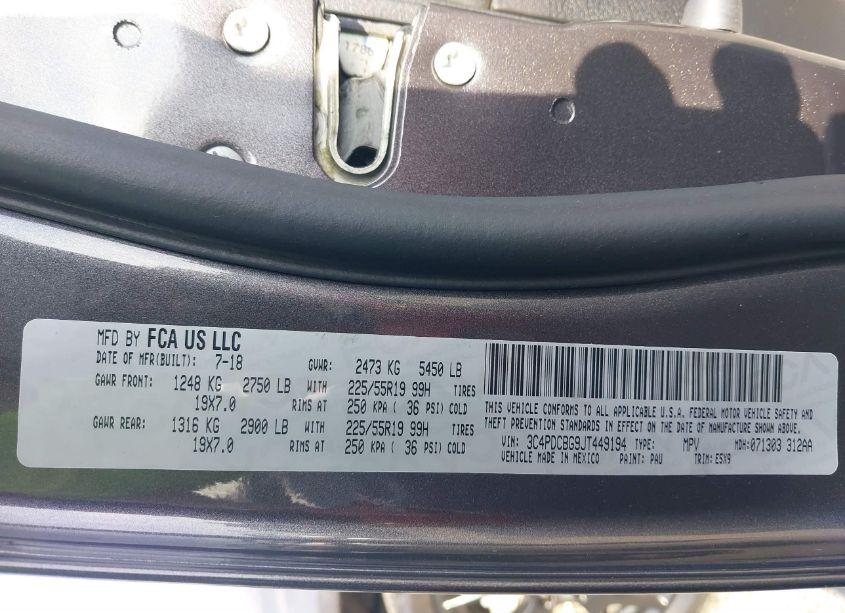 178
MFD BY FCA US LLC
DATE OF MFR(BUILT): 7-18 GVWR: 2473 KG 5450 LB
GAWR FRONT: 1248 KG 2750 LB WITH 225/55R19 99H TIRES
19X7.0 RIMS AT 250 KPA ( 36 PSI) COLD
GAWR REAR: 1316 KG 2900 LB WITH 225/55R19 99H TIRES
19X7.0 RIMS AT 250 KPA ( 36 PSI) COLD
THIS VEHICLE CONFORMS TO ALL APPLICABLE U.S.A. FEDERAL MOTOR VEHICLE SAFETY AND
THEFT PREVENTION STANDARDS IN EFFECT ON THE DATE OF MANUFACTURE SHOWN ABOVE.
VIN: 3C4PDCBG9JT449194 TYPE: MPV MDH:071303 312AA
VEHICLE MADE IN MEXICO PAINT: PAU TRIM: E5X9